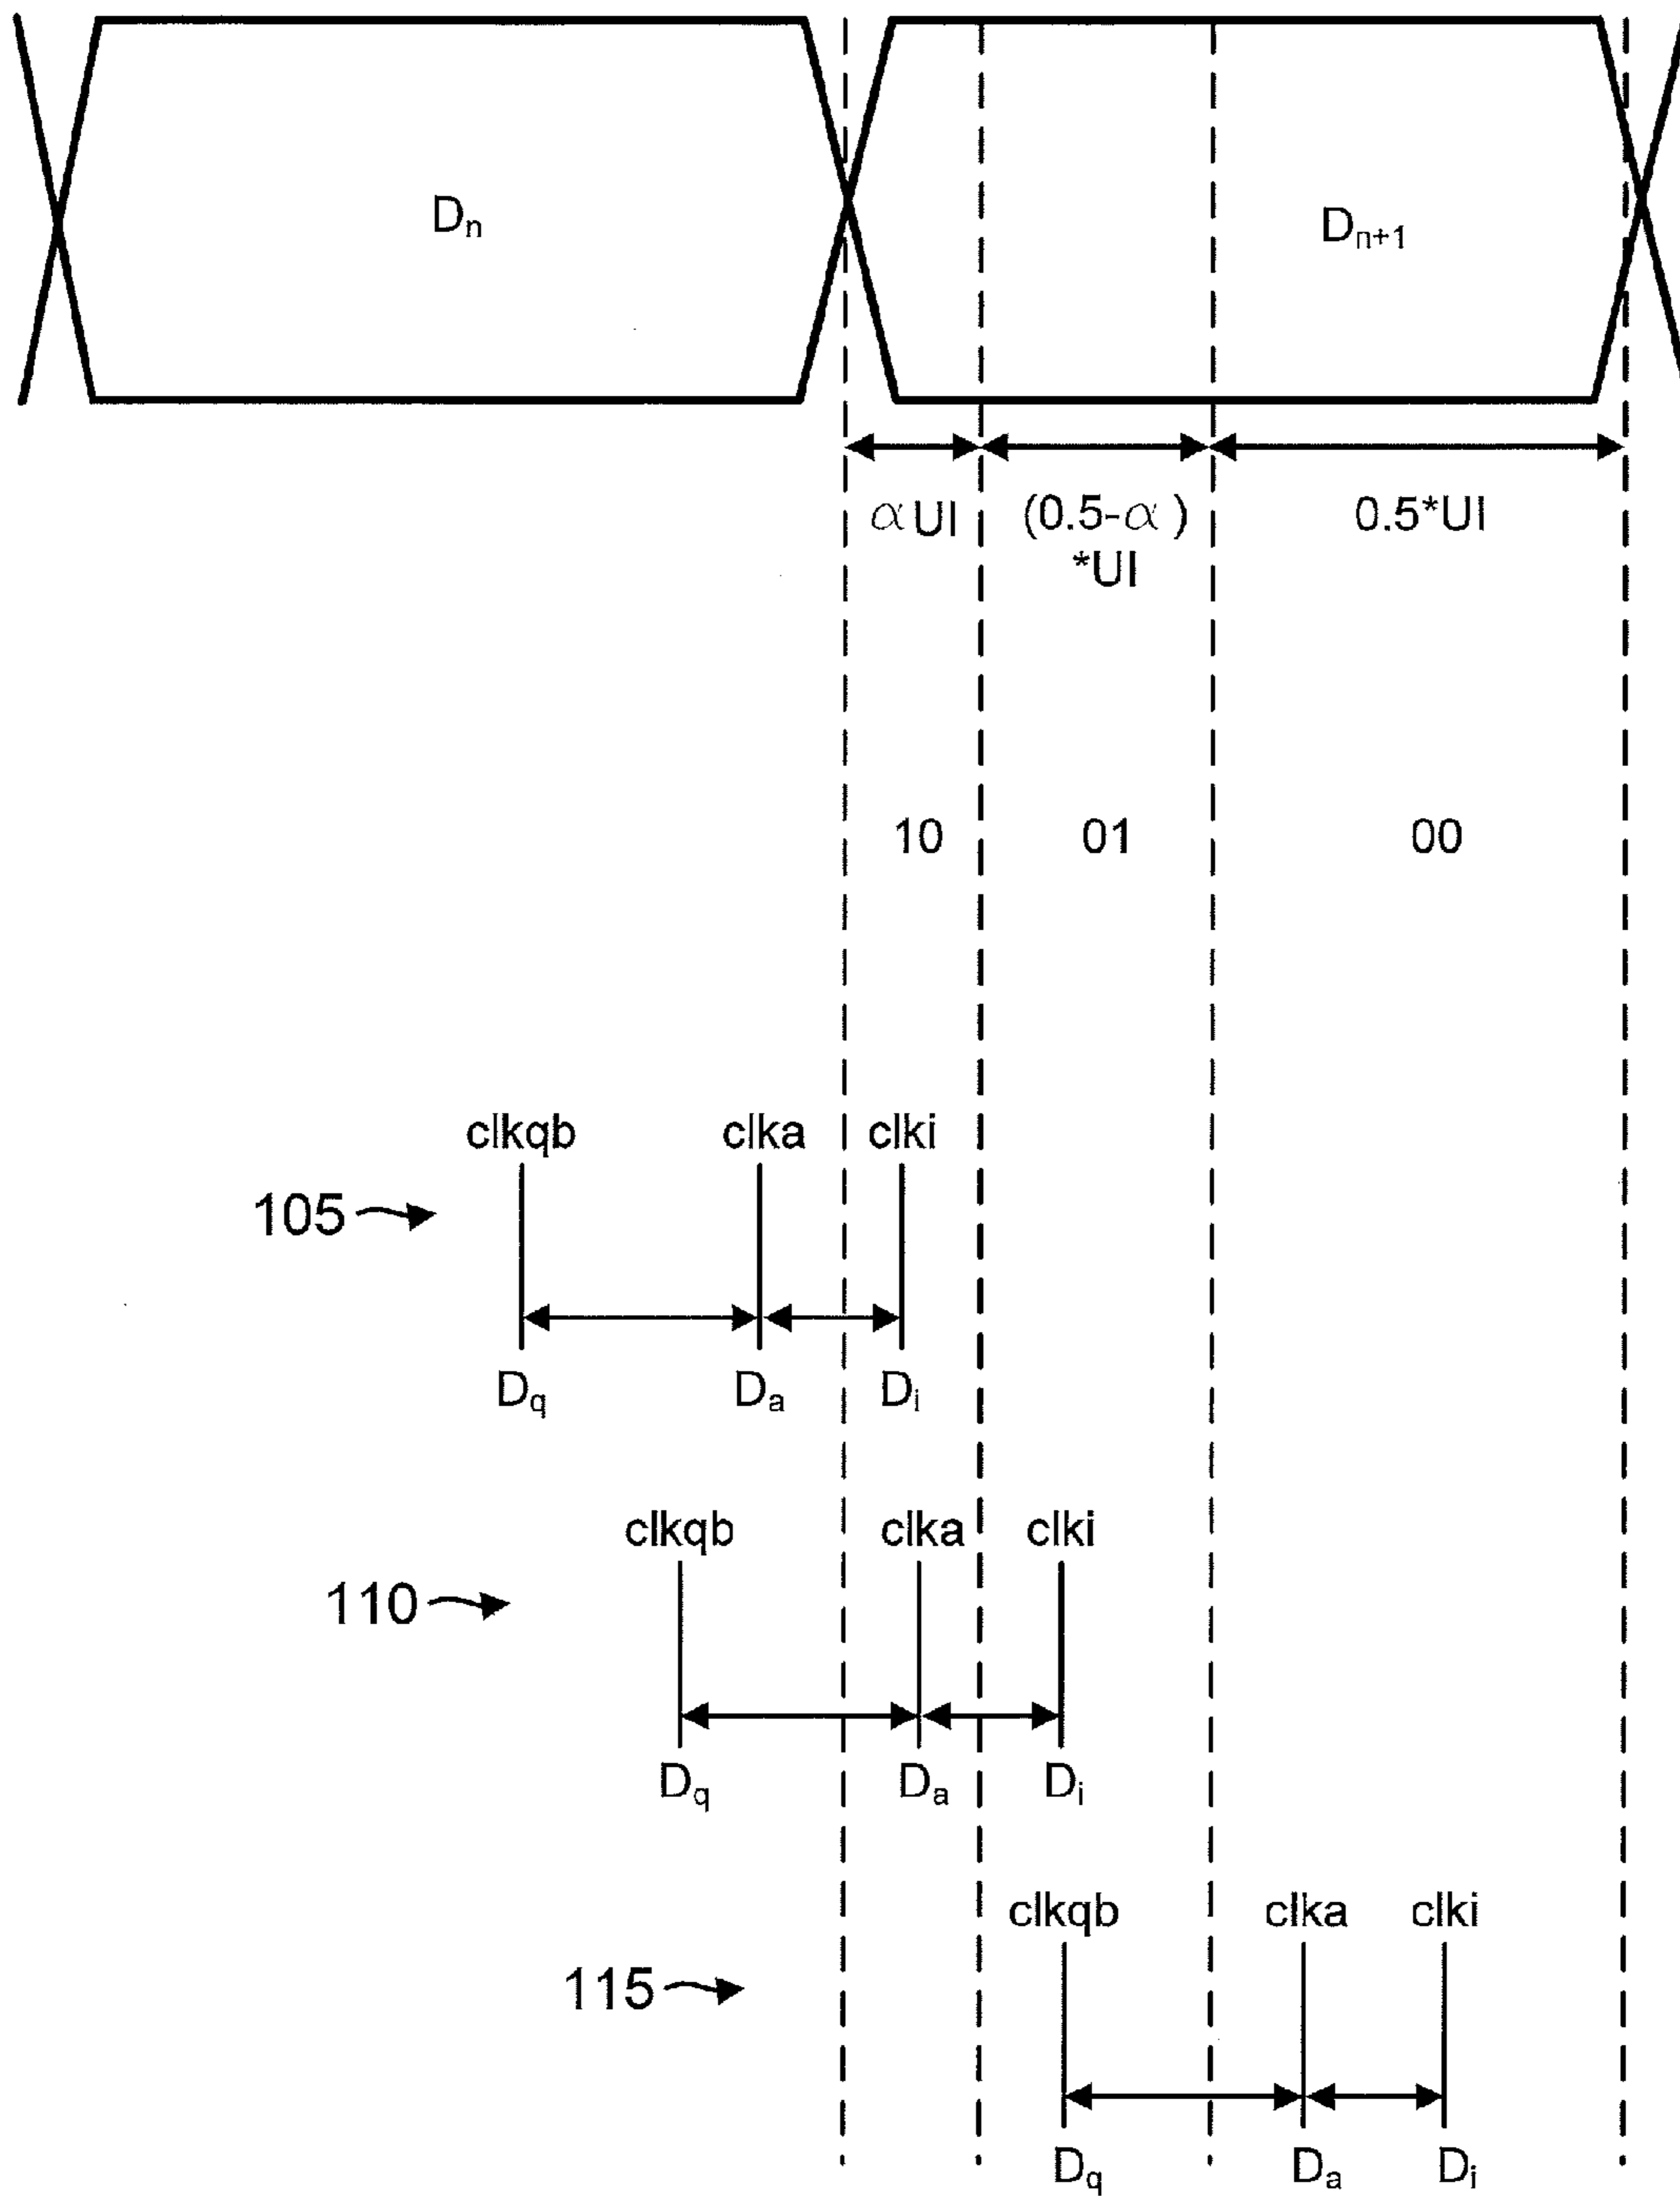 Dn Dn+1
αUI (0.5-α) 0.5*UI
*UI
10 01 00
clkqb clka clki
105
Dq Da Di
clkqb clka clki
110
Dq Da Di
clkqb clka clki
115
Dq Da Di